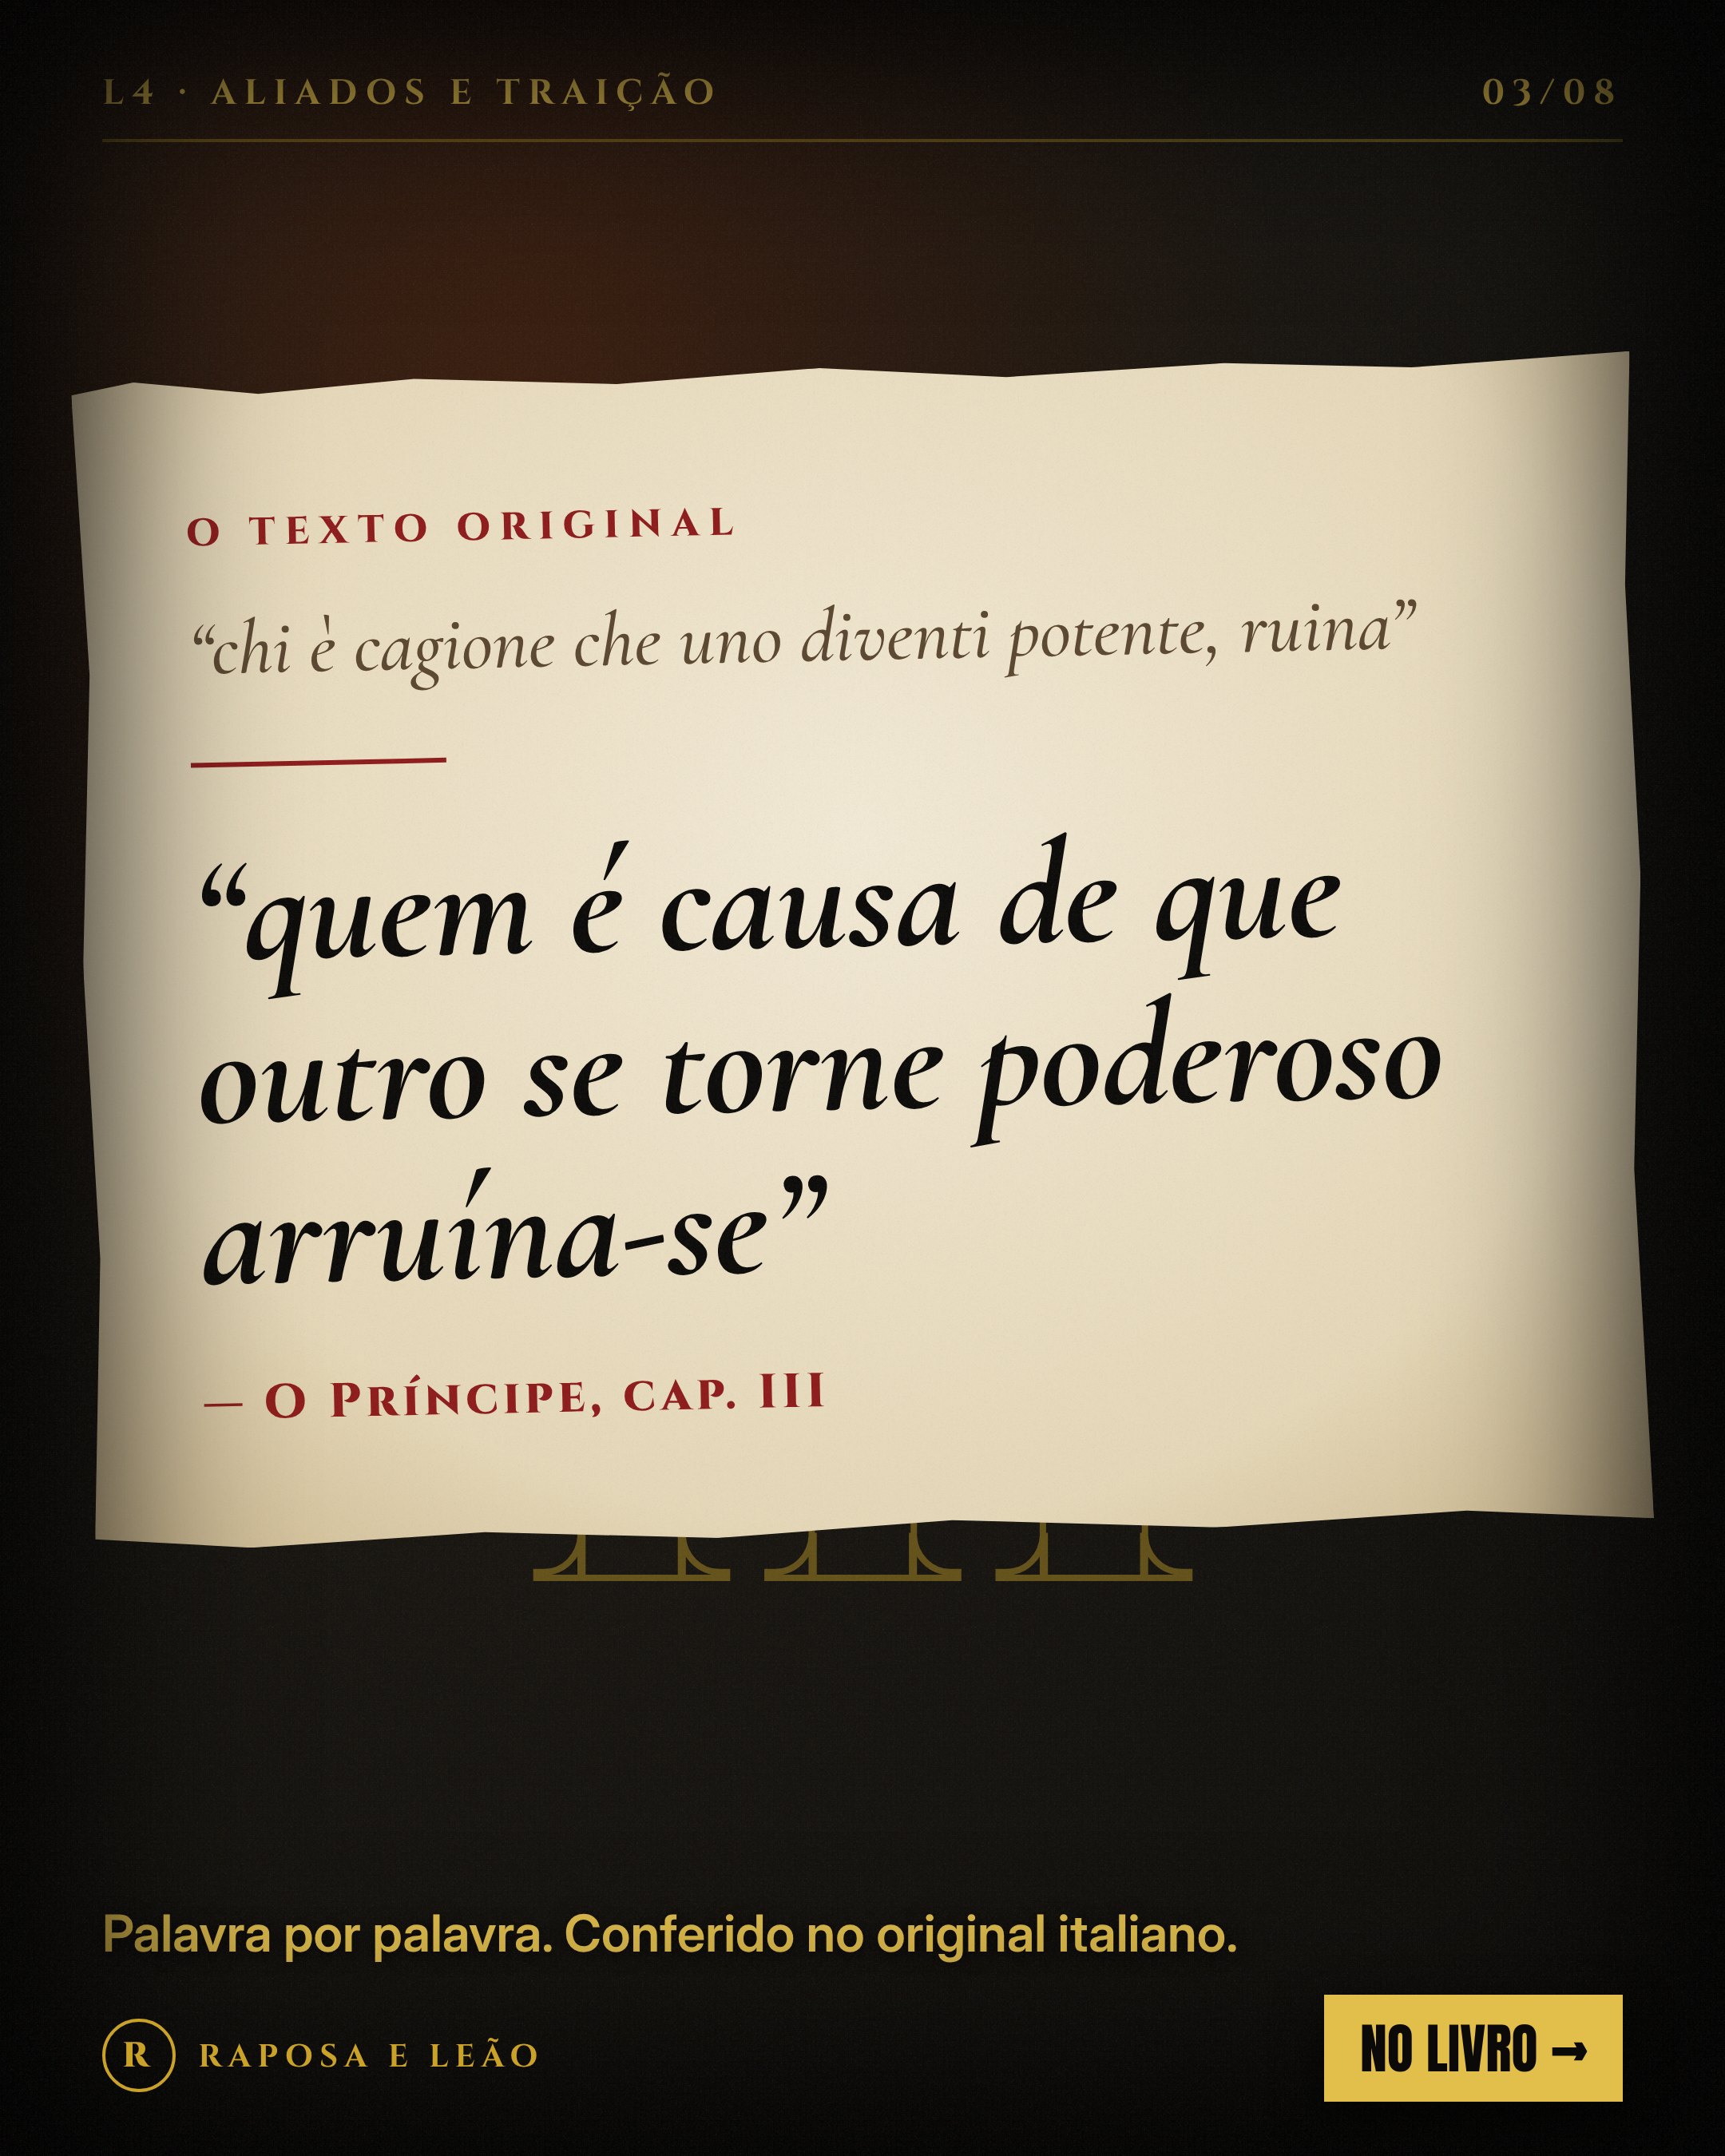 L4 · ALIADOS E TRAIÇÃO
03/08
O TEXTO ORIGINAL
“chi è cagione che uno diventi potente, ruina”
“quem é causa de que
outro se torne poderoso
arruína-se”
— O PRÍNCIPE, CAP. III
Palavra por palavra. Conferido no original italiano.
R RAPOSA E LEÃO
NO LIVRO →